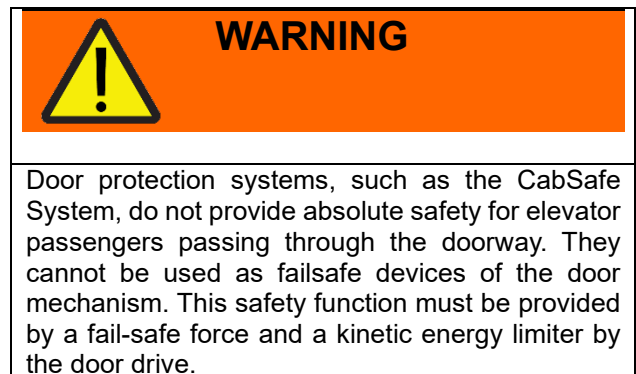 WARNING
Door protection systems, such as the CabSafe
System, do not provide absolute safety for elevator
passengers passing through the doorway. They
cannot be used as failsafe devices of the door
mechanism. This safety function must be provided
by a fail-safe force and a kinetic energy limiter by
the door drive.